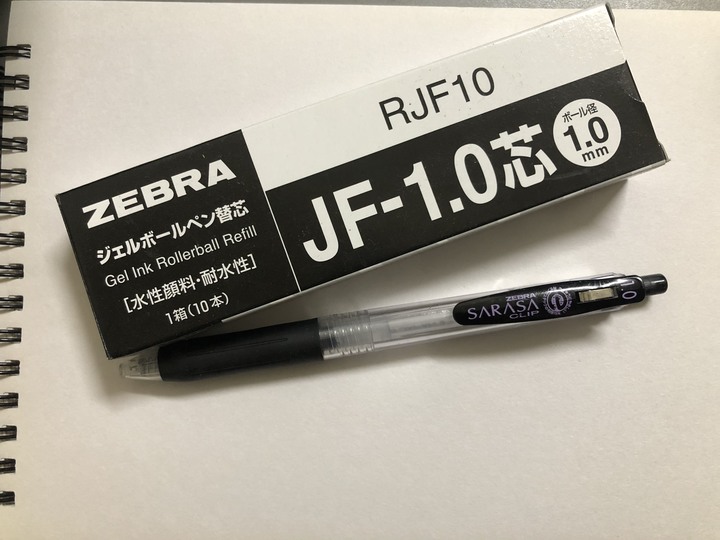 RJF10
JF-1.0芯
ボール径
1.0
mm
ZEBRA
ジェルボールペン替芯
Gel Ink Rollerball Refill
[水性顔料・耐水性]
1箱(10本)
ZEBRA
SARASA
CLIP